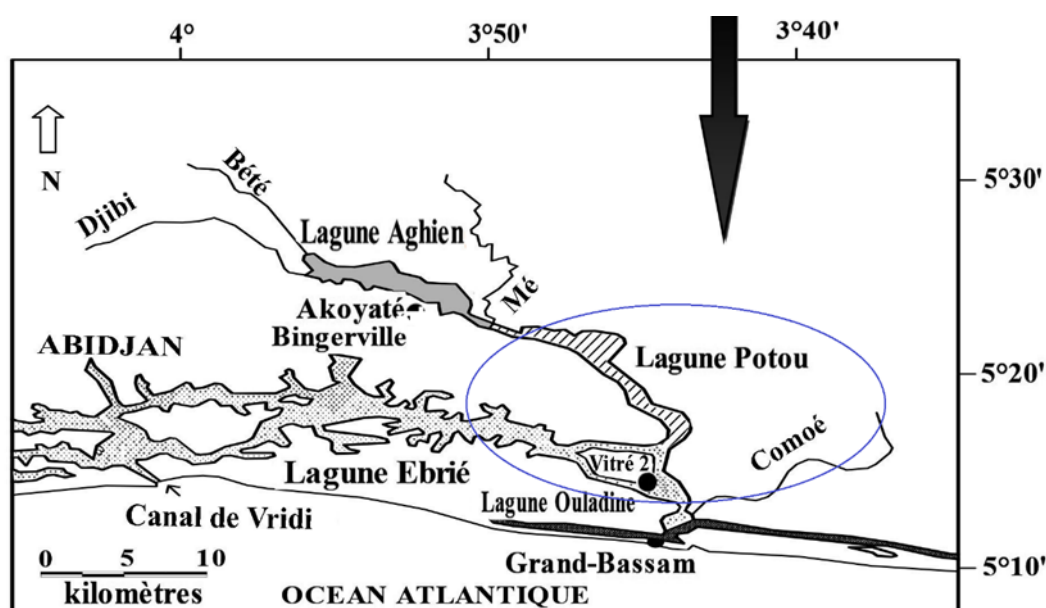 4°
3°50'
3°40'
N
Bété
Djibi
Lagune Aghien
Mé
5°30'
Akoyaté
Bingerville
ABIDJAN
Lagune Potou
5°20'
Comoé
Vitré 2
Lagune Ebrié
Lagune Ouladine
Canal de Vridi
0 5 10
Grand-Bassam
5°10'
kilomètres
OCEAN ATLANTIQUE